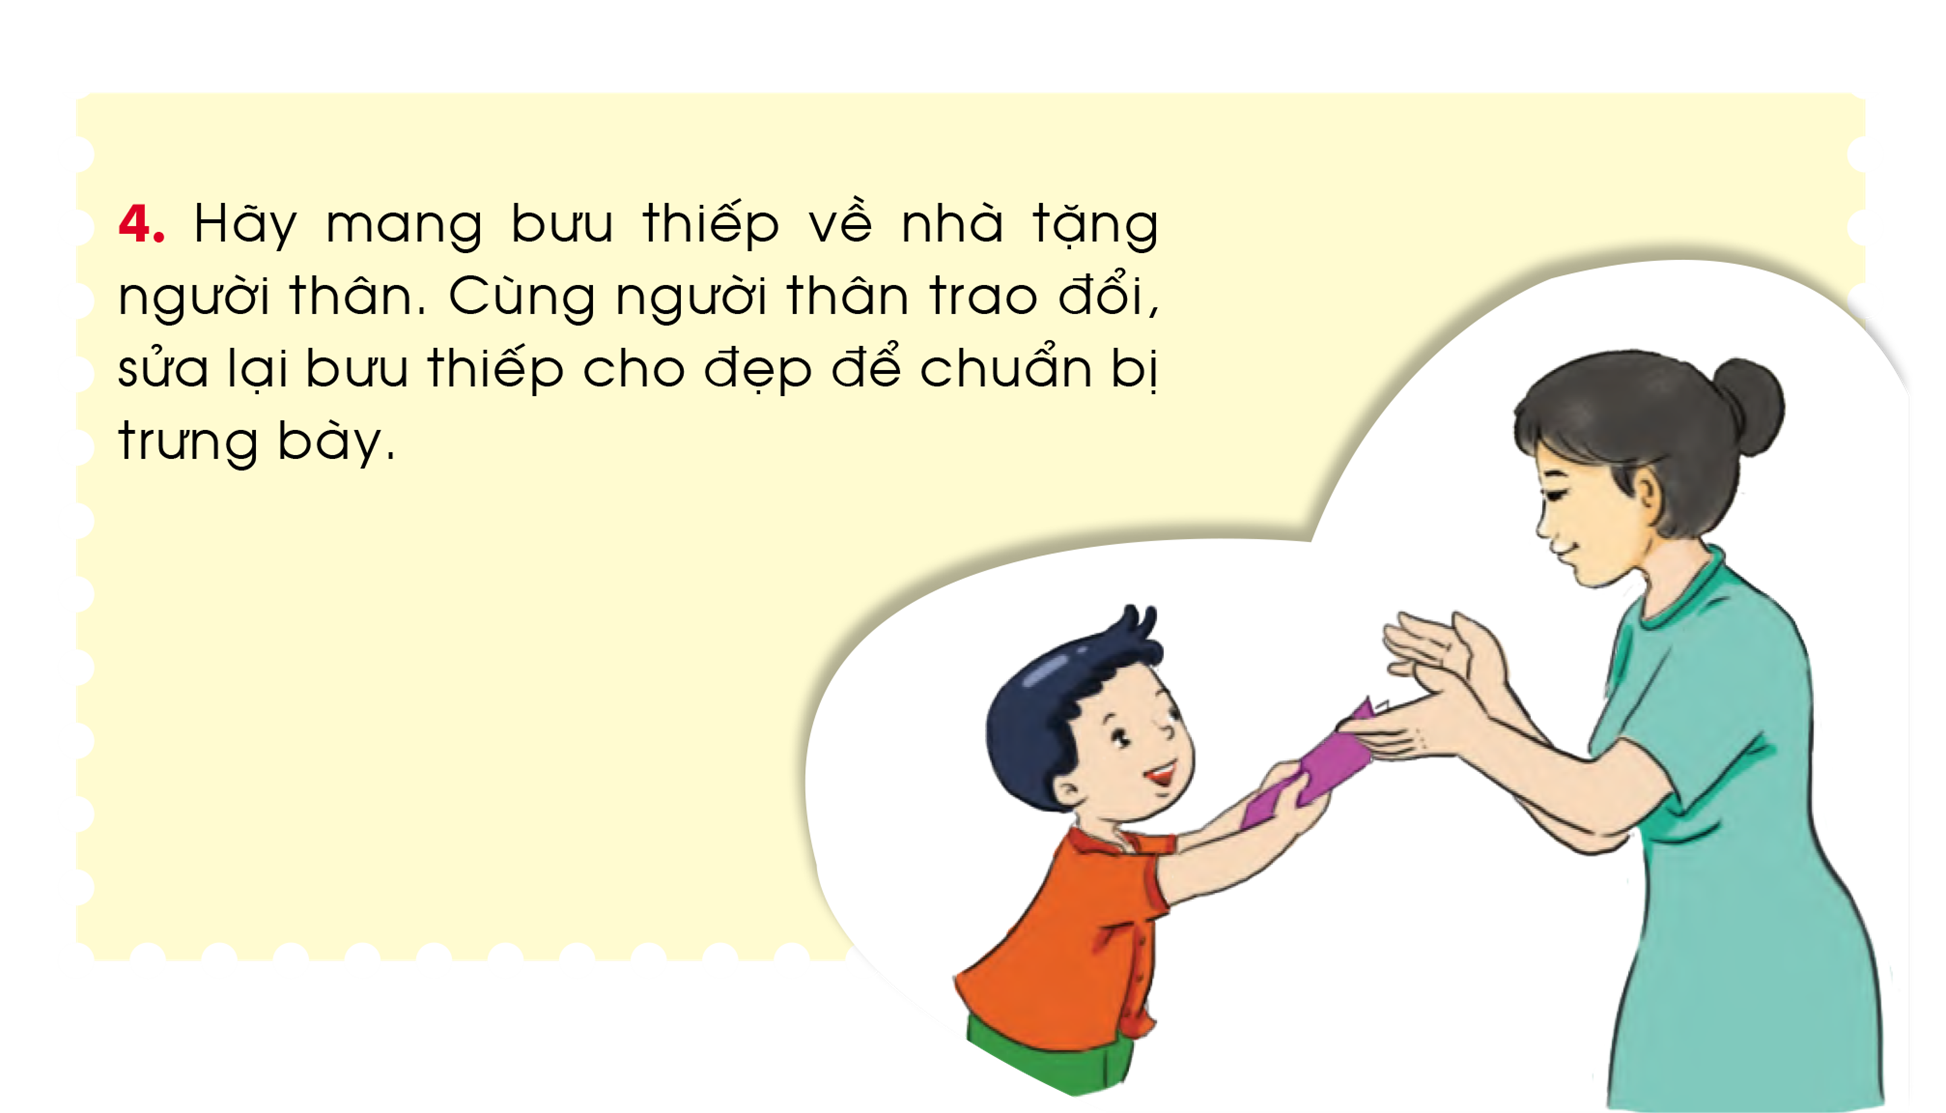 4. Hãy mang bưu thiếp về nhà tặng
người thân. Cùng người thân trao đổi,
sửa lại bưu thiếp cho đẹp để chuẩn bị
trưng bày.